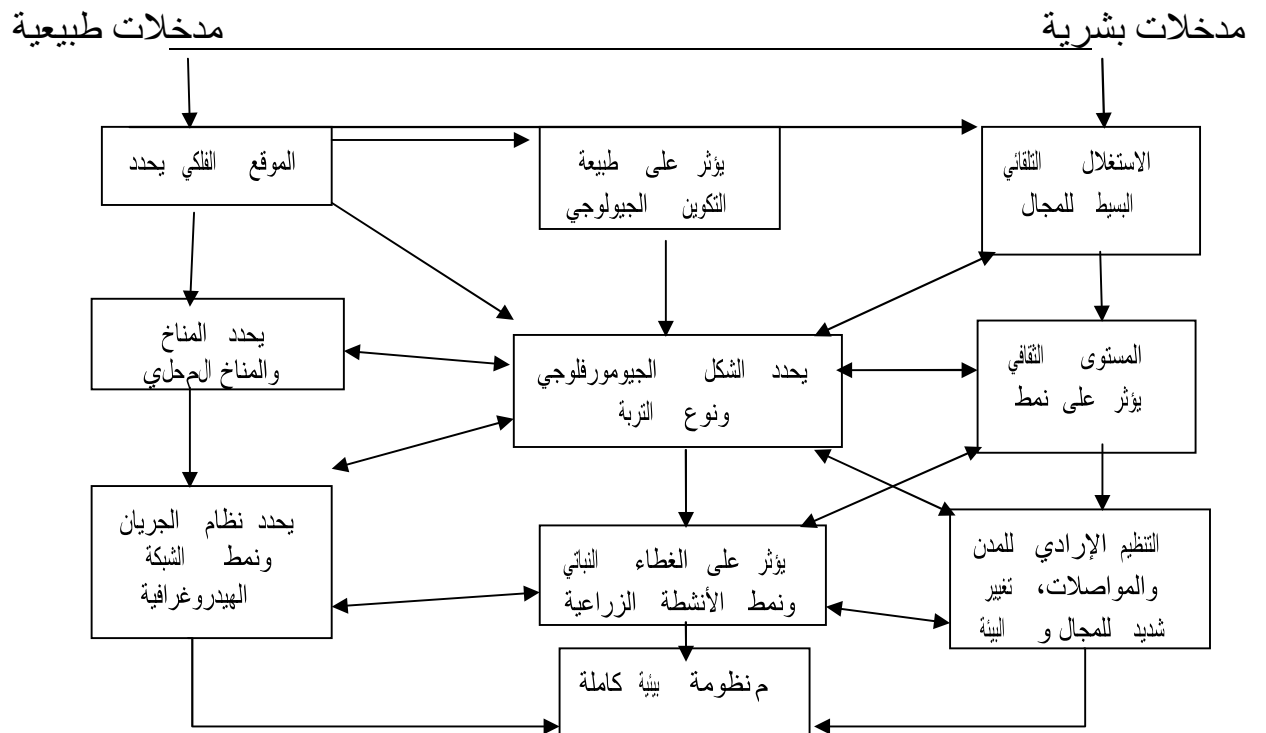 مدخلات بشرية
مدخلات طبيعية
الاستغلال التلقائي
البسيط للمجال
يؤثر على طبيعة
التكوين الجيولوجي
الموقع الفلكي يحدد
المستوى الثقافي
يؤثر على نمط
يحدد الشكل الجيومورفلوجي
ونوع التربة
يحدد المناخ
والمناخ المحلي
التنظيم الإرادي للمدن
والمواصلات، تغيير
شديد للمجال و البيئة
يؤثر على الغطاء النباتي
ونمط الأنشطة الزراعية
يحدد نظام الجريان
ونمط الشبكة
الهيدروغرافية
منظومة بيئية كاملة